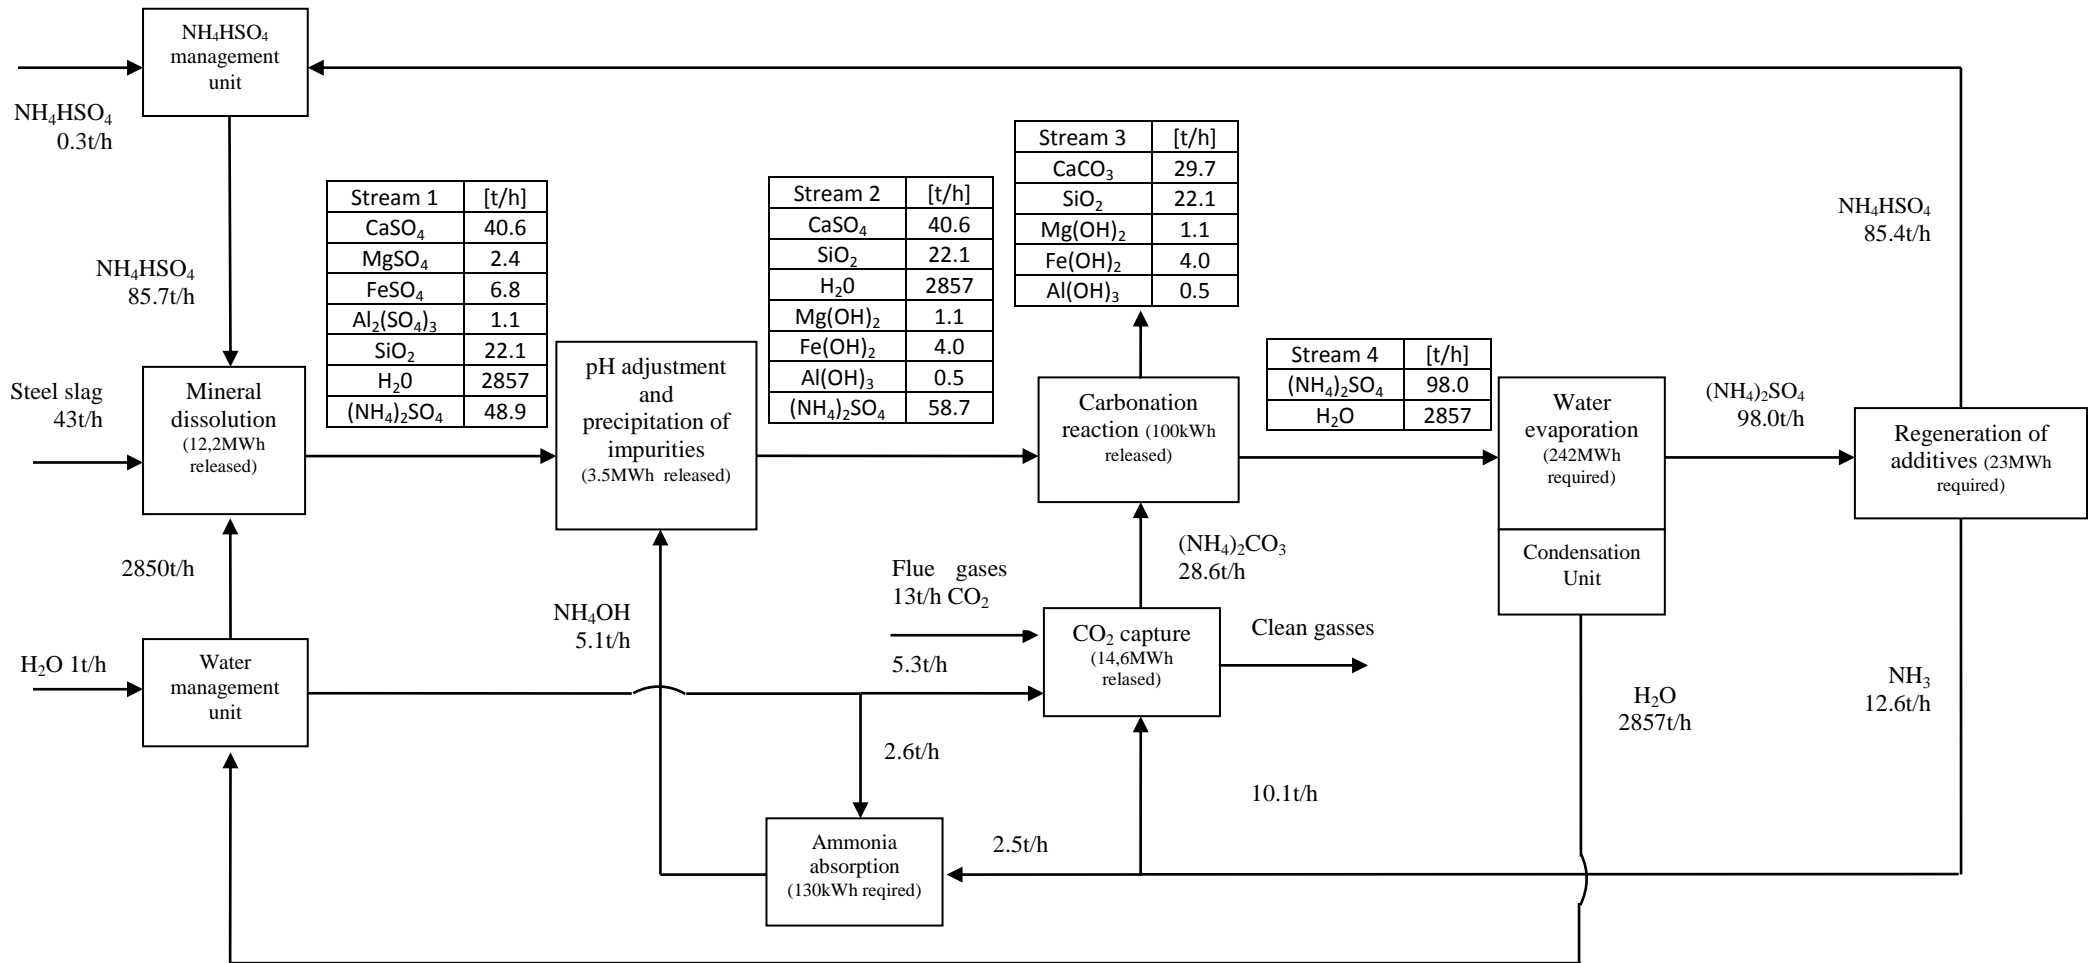 NH₄HSO₄
management
unit
NH₄HSO₄
0.3t/h
NH₄HSO₄
85.7t/h
Steel slag
43t/h
Mineral
dissolution
(12,2MWh
released)
2850t/h
H₂O 1t/h
Water
management
unit
Stream 1 [t/h]
CaSO₄ 40.6
MgSO₄ 2.4
FeSO₄ 6.8
Al₂(SO₄)₃ 1.1
SiO₂ 22.1
H₂0 2857
(NH₄)₂SO₄ 48.9
pH adjustment
and
precipitation of
impurities
(3.5MWh released)
NH₄OH
5.1t/h
Stream 2 [t/h]
CaSO₄ 40.6
SiO₂ 22.1
H₂0 2857
Mg(OH)₂ 1.1
Fe(OH)₂ 4.0
Al(OH)₃ 0.5
(NH₄)₂SO₄ 58.7
Stream 3 [t/h]
CaCO₃ 29.7
SiO₂ 22.1
Mg(OH)₂ 1.1
Fe(OH)₂ 4.0
Al(OH)₃ 0.5
Carbonation
reaction (100kWh
released)
(NH₄)₂CO₃
28.6t/h
Flue gases
13t/h CO₂
5.3t/h
CO₂ capture
(14,6MWh
relased)
Clean gasses
2.6t/h
Ammonia
absorption
(130kWh reqired)
2.5t/h
10.1t/h
Stream 4 [t/h]
(NH₄)₂SO₄ 98.0
H₂O 2857
Water
evaporation
(242MWh
required)
Condensation
Unit
H₂O
2857t/h
(NH₄)₂SO₄
98.0t/h
Regeneration of
additives (23MWh
required)
NH₄HSO₄
85.4t/h
NH₃
12.6t/h